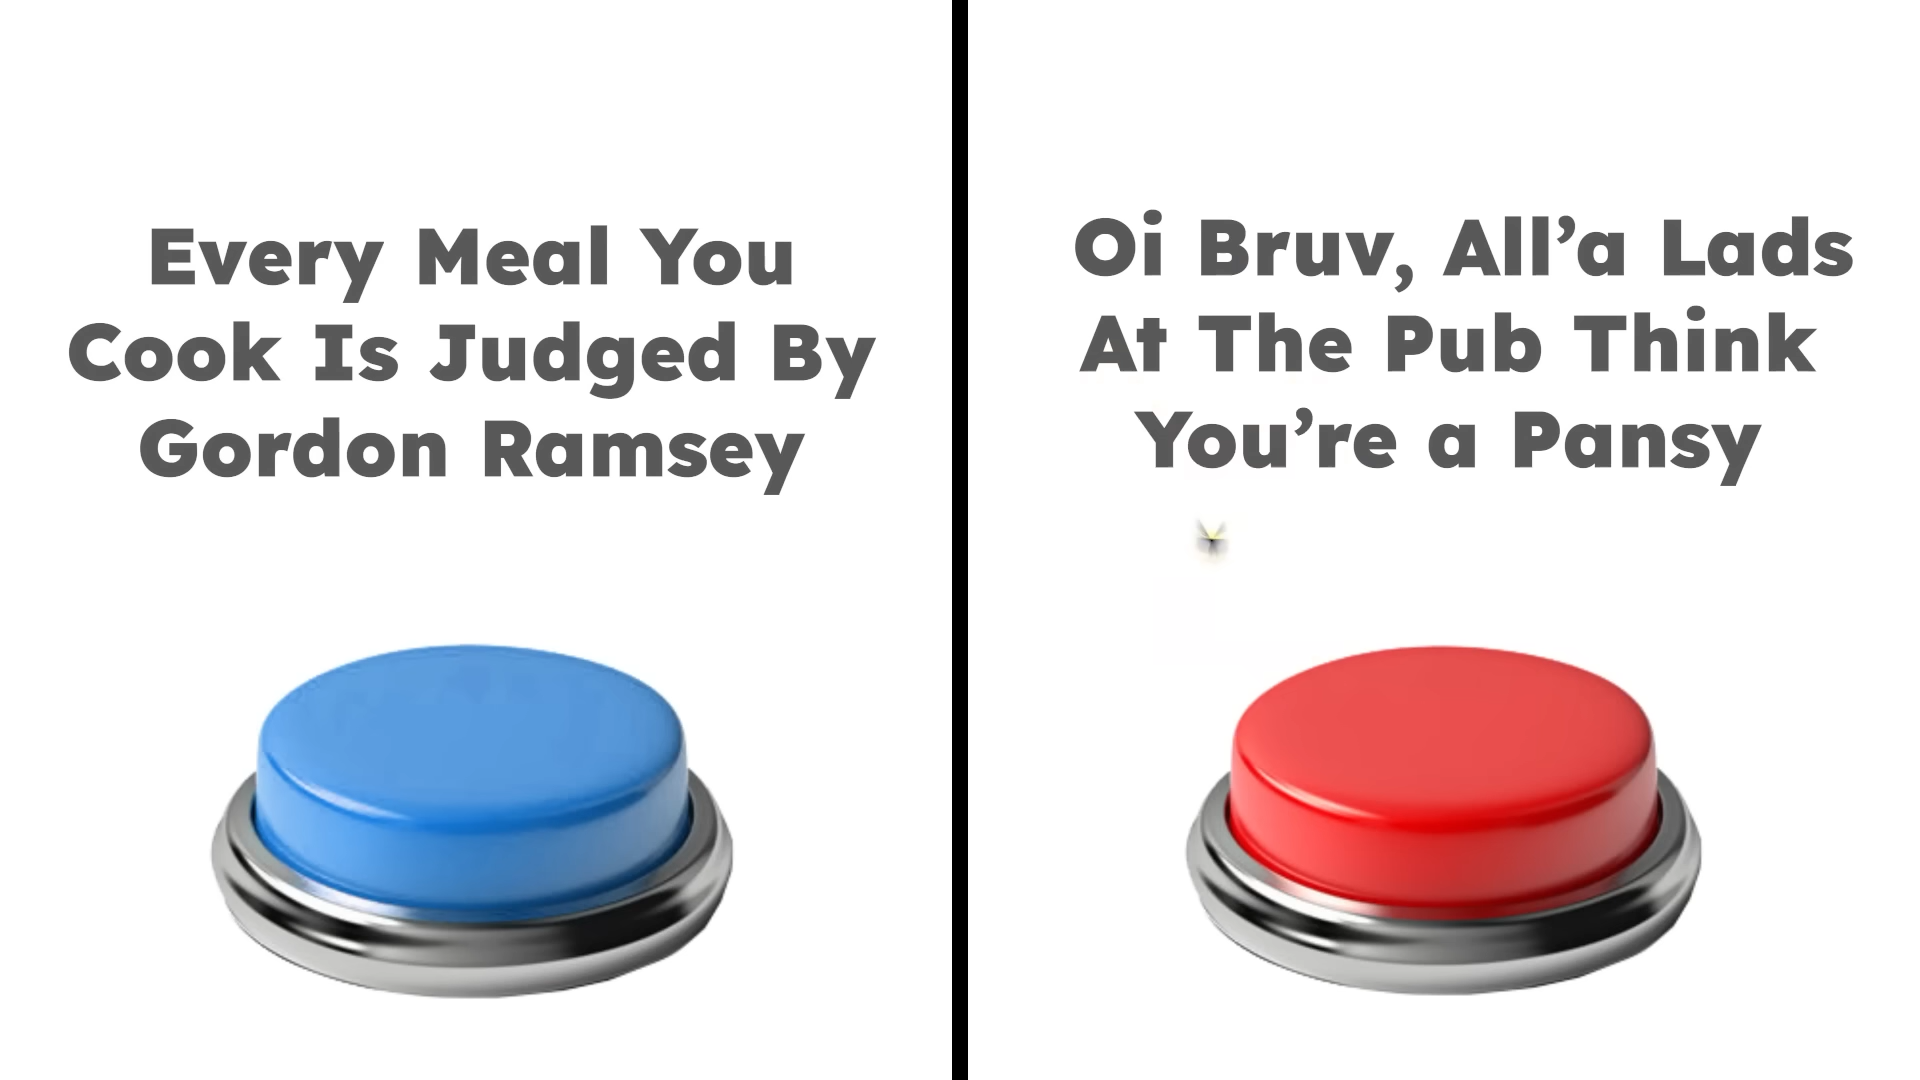 Every Meal You
Cook Is Judged By
Gordon Ramsey
Oi Bruv, All’a Lads
At The Pub Think
You’re a Pansy